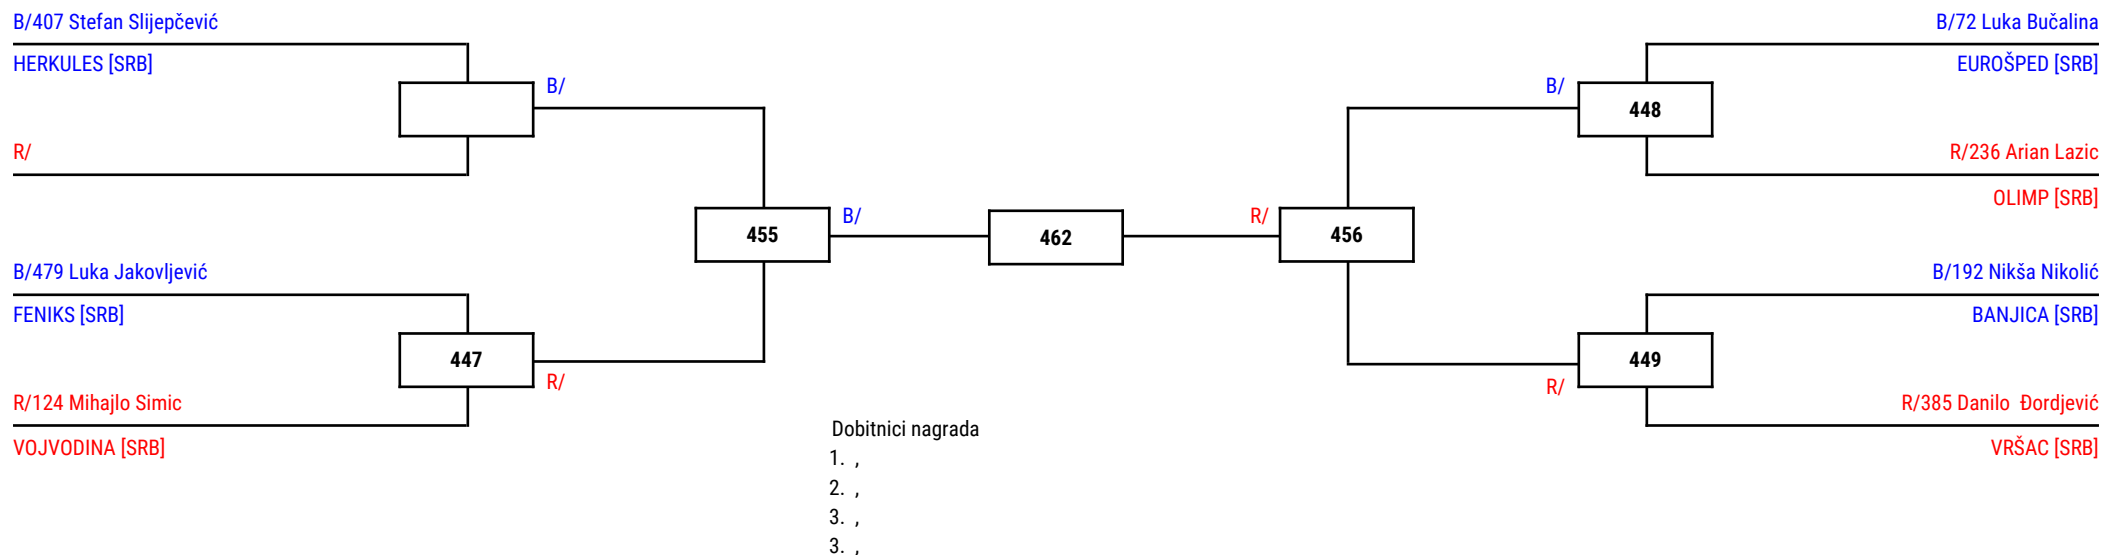 B/407 Stefan Slijepčević
HERKULES [SRB]
B/
R/
455
B/
B/479 Luka Jakovljević
FENIKS [SRB]
447
R/
R/124 Mihajlo Simic
VOJVODINA [SRB]
462
B/72 Luka Bučalina
EUROŠPED [SRB]
B/
448
R/236 Arian Lazic
OLIMP [SRB]
R/
456
B/192 Nikša Nikolić
BANJICA [SRB]
449
R/
R/385 Danilo  Đordjević
VRŠAC [SRB]
Dobitnici nagrada
1. ,
2. ,
3. ,
3. ,